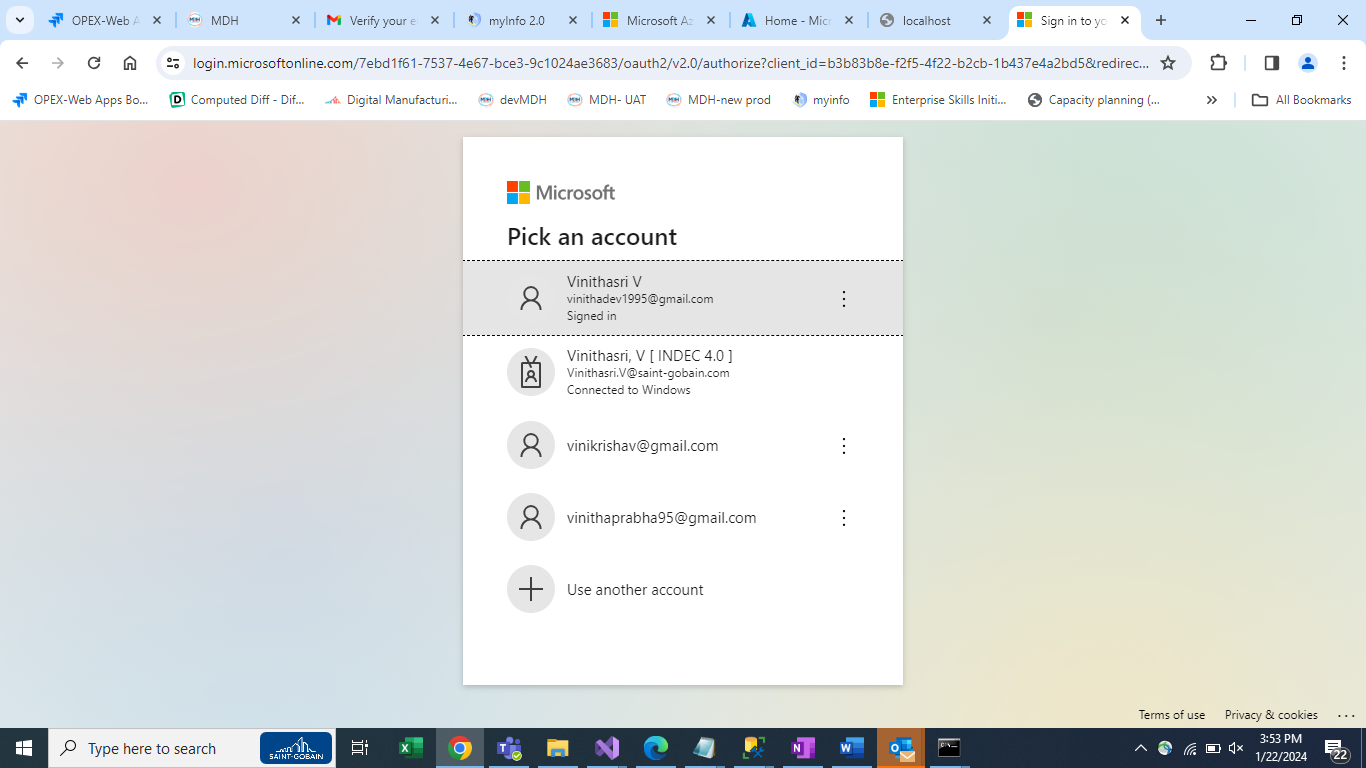 OPEX-Web A
MDH
Verify your e
myInfo 2.0
Microsoft Az
Home - Micr
localhost
Sign in to yo
login.microsoftonline.com/7ebd1f61-7537-4e67-bce3-9c1024ae3683/oauth2/v2.0/authorize?client_id=b3b83b8e-f2f5-4f22-b2cb-1b437e4a2bd5&redirec...
OPEX-Web Apps Bo...
Computed Diff - Dif...
Digital Manufacturi...
devMDH
MDH- UAT
MDH-new prod
myinfo
Enterprise Skills Initi...
Capacity planning (...
All Bookmarks
Microsoft
Pick an account
Vinithasri V
vinithadev1995@gmail.com
Signed in
Vinithasri, V [ INDEC 4.0 ]
Vinithasri.V@saint-gobain.com
Connected to Windows
vinikrishav@gmail.com
vinithaprabha95@gmail.com
Use another account
Terms of use
Privacy & cookies
...
Type here to search
SAINT-GOBAIN
3:53 PM
1/22/2024
22